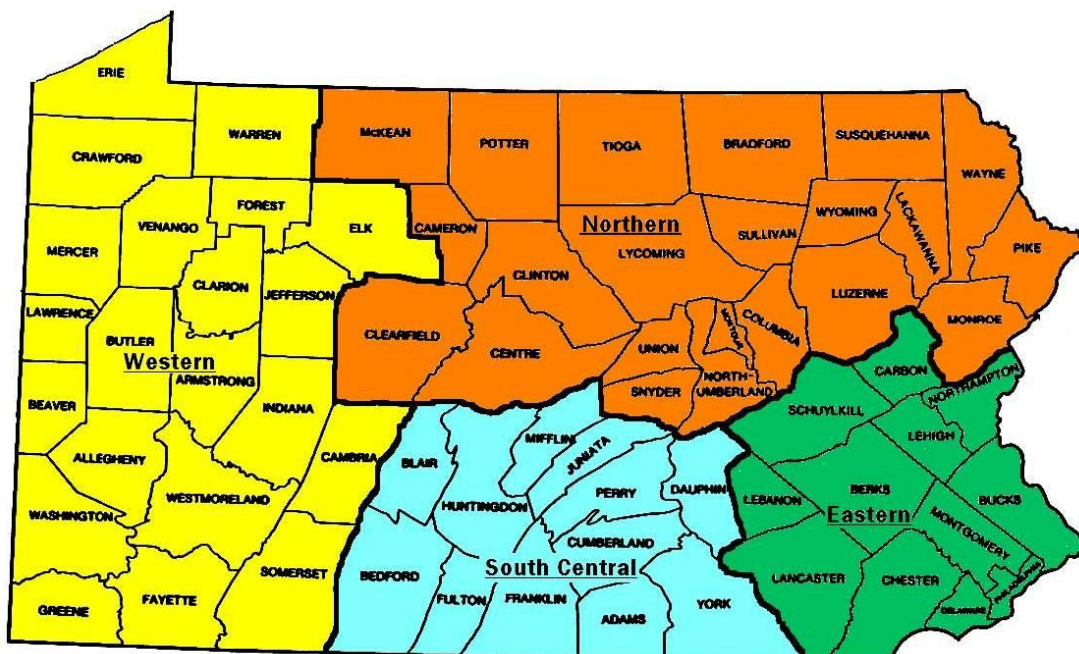 ERIE
WARREN
McKEAN
POTTER
TIOGA
BRADFORD
SUSQUEHANNA
CRAWFORD
WAYNE
FOREST
VENANGO
ELK
CAMERON
Northern
WYOMING
LACKAWANNA
MERCER
SULLIVAN
LYCOMING
PIKE
CLARION
CLINTON
JEFFERSON
LUZERNE
LAWRENCE
MONROE
BUTLER
CLEARFIELD
CENTRE
UNION
MONTOUR
COLUMBIA
Western
ARMSTRONG
SNYDER
NORTH-
UMBERLAND
CARBON
NORTHAMPTON
BEAVER
INDIANA
SCHUYLKILL
MIFFLIN
JUNIATA
LEHIGH
ALLEGHENY
CAMBRIA
BLAIR
WESTMORELAND
HUNTINGDON
PERRY
DAUPHIN
LEBANON
BERKS
BUCKS
WASHINGTON
Eastern
MONTGOMERY
CUMBERLAND
SOMERSET
BEDFORD
South Central
LANCASTER
CHESTER
PHILADELPHIA
GREENE
FAYETTE
FULTON
FRANKLIN
ADAMS
YORK
DELAWARE